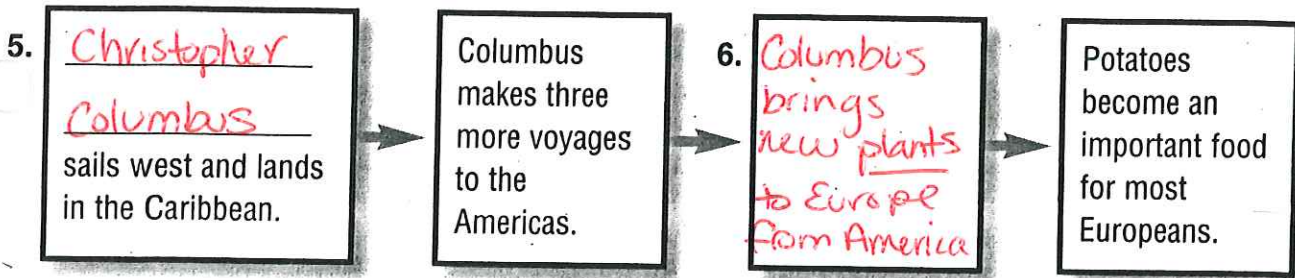 5.
Christopher
Columbus
sails west and lands
in the Caribbean.
Columbus
makes three
more voyages
to the
Americas.
6.
Columbus
brings
new plants
to Europe
from America
Potatoes
become an
important food
for most
Europeans.